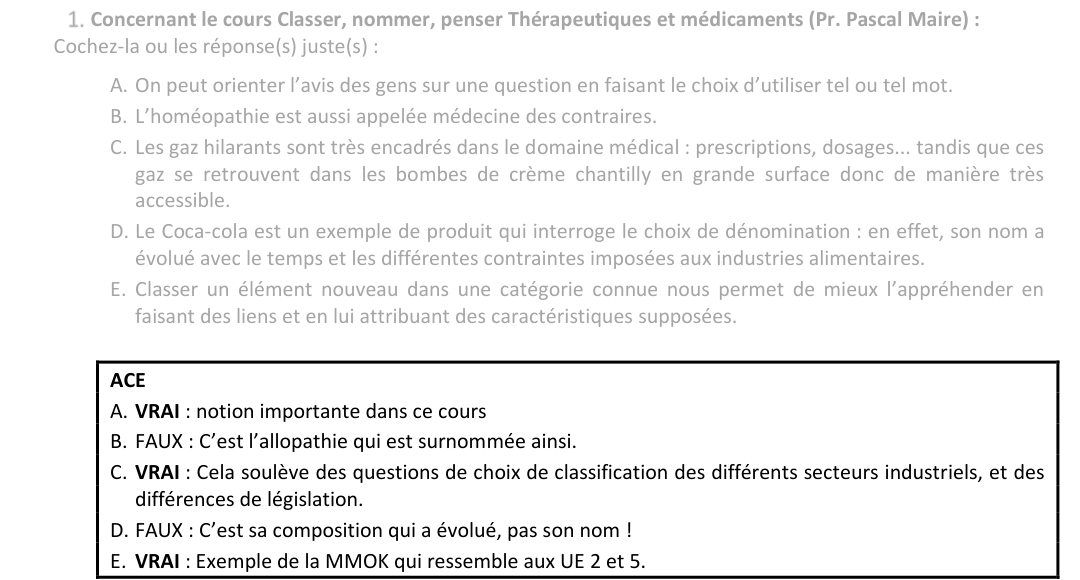 1. Concernant le cours Classer, nommer, penser Thérapeutiques et médicaments (Pr. Pascal Maire) :
Cochez-la ou les réponse(s) juste(s) :
A. On peut orienter l’avis des gens sur une question en faisant le choix d’utiliser tel ou tel mot.
B. L’homéopathie est aussi appelée médecine des contraires.
C. Les gaz hilarants sont très encadrés dans le domaine médical : prescriptions, dosages... tandis que ces
gaz se retrouvent dans les bombes de crème chantilly en grande surface donc de manière très
accessible.
D. Le Coca-cola est un exemple de produit qui interroge le choix de dénomination : en effet, son nom a
évolué avec le temps et les différentes contraintes imposées aux industries alimentaires.
E. Classer un élément nouveau dans une catégorie connue nous permet de mieux l’appréhender en
faisant des liens et en lui attribuant des caractéristiques supposées.
ACE
A. VRAI : notion importante dans ce cours
B. FAUX : C’est l’allopathie qui est surnommée ainsi.
C. VRAI : Cela soulève des questions de choix de classification des différents secteurs industriels, et des
différences de législation.
D. FAUX : C’est sa composition qui a évolué, pas son nom !
E. VRAI : Exemple de la MMOK qui ressemble aux UE 2 et 5.